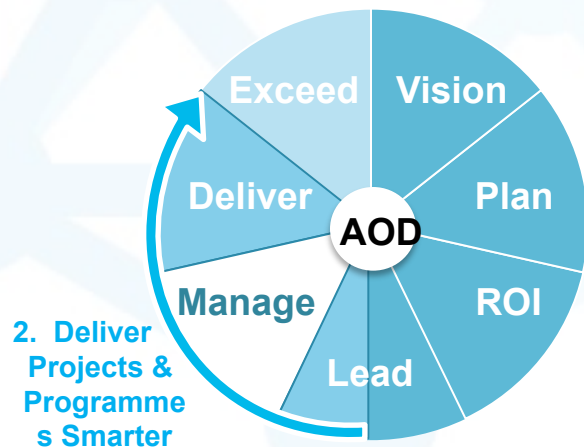 Exceed
Vision
Deliver
Plan
AOD
Manage
ROI
Lead
2. Deliver
Projects &
Programme
s Smarter